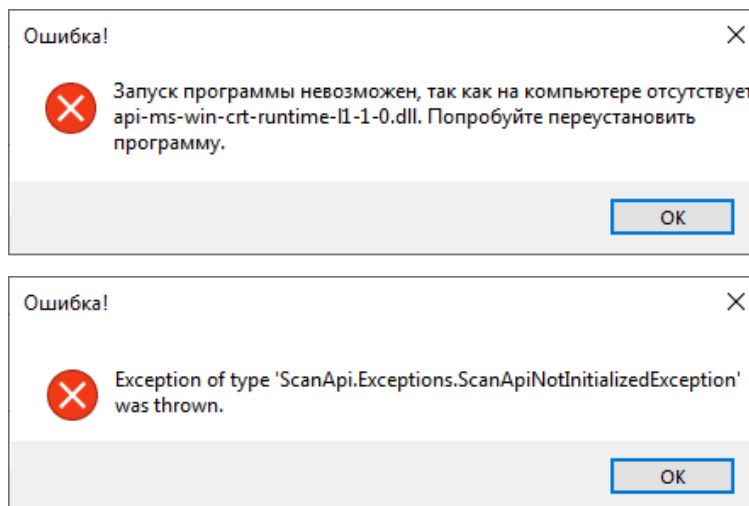 Ошибка!
Запуск программы невозможен, так как на компьютере отсутствует
api-ms-win-crt-runtime-l1-1-0.dll. Попробуйте переустановить
программу.
OK
Ошибка!
Exception of type 'ScanApi.Exceptions.ScanApiNotInitializedException'
was thrown.
OK